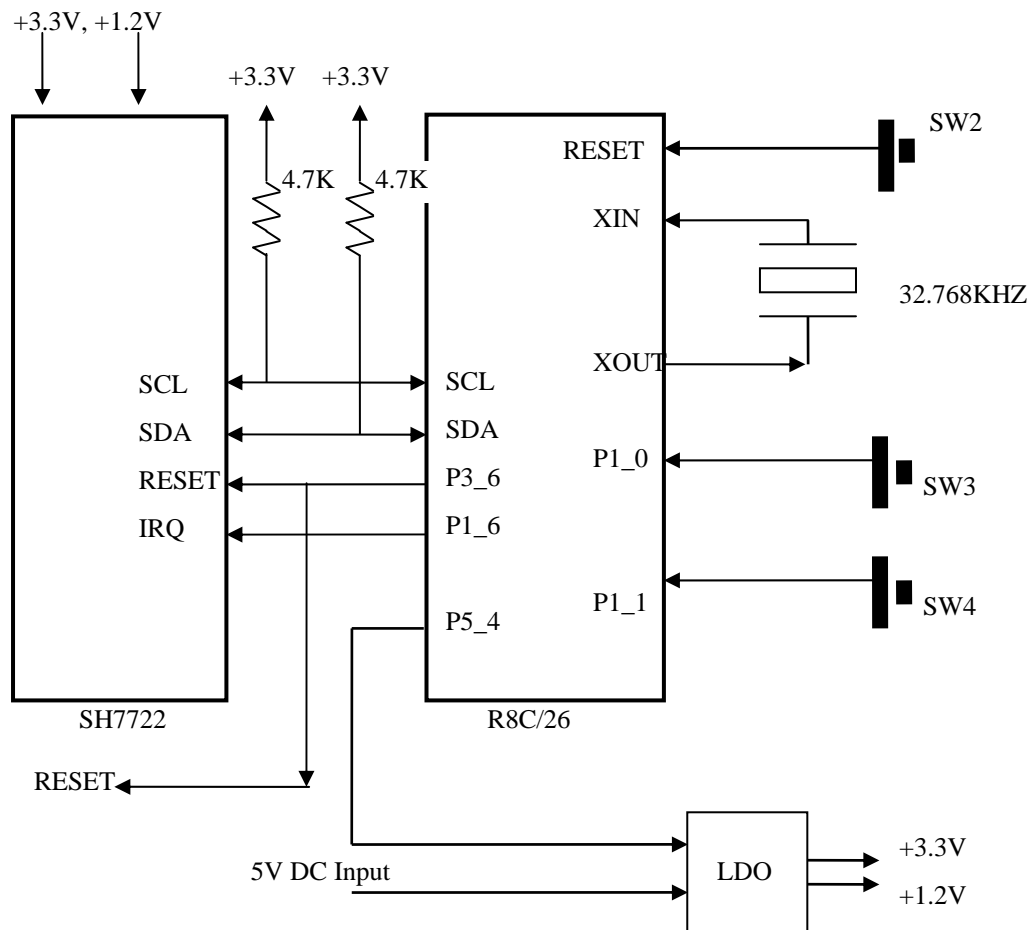 +3.3V, +1.2V
+3.3V
+3.3V
4.7K
4.7K
RESET
SW2
XIN
32.768KHZ
XOUT
SCL
SCL
SDA
SDA
RESET
P3_6
P1_0
SW3
IRQ
P1_6
P5_4
P1_1
SW4
SH7722
R8C/26
RESET
5V DC Input
LDO
+3.3V
+1.2V